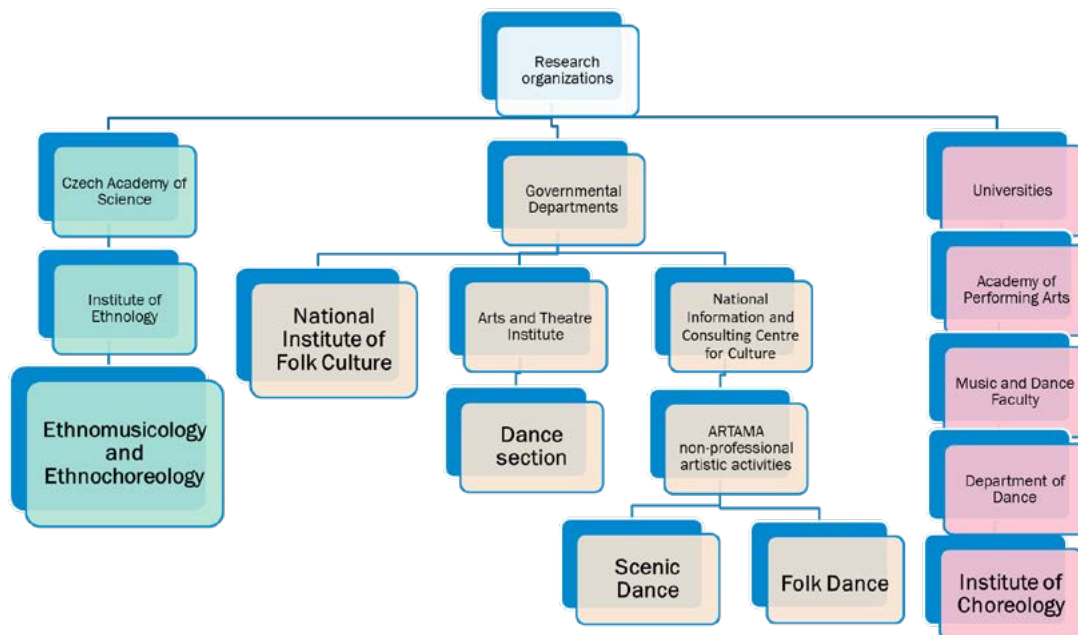 Research
organizations
Czech Academy of
Science
Governmental
Departments
Universities
Institute of
Ethnology
National
Institute of
Folk Culture
Arts and Theatre
Institute
National
Information and
Consulting Centre
for Culture
Academy of
Performing Arts
Ethnomusicology
and
Ethnochoreology
Dance
section
ARTAMA
non-professional
artistic activities
Music and Dance
Faculty
Department of
Dance
Scenic
Dance
Folk Dance
Institute of
Choreology